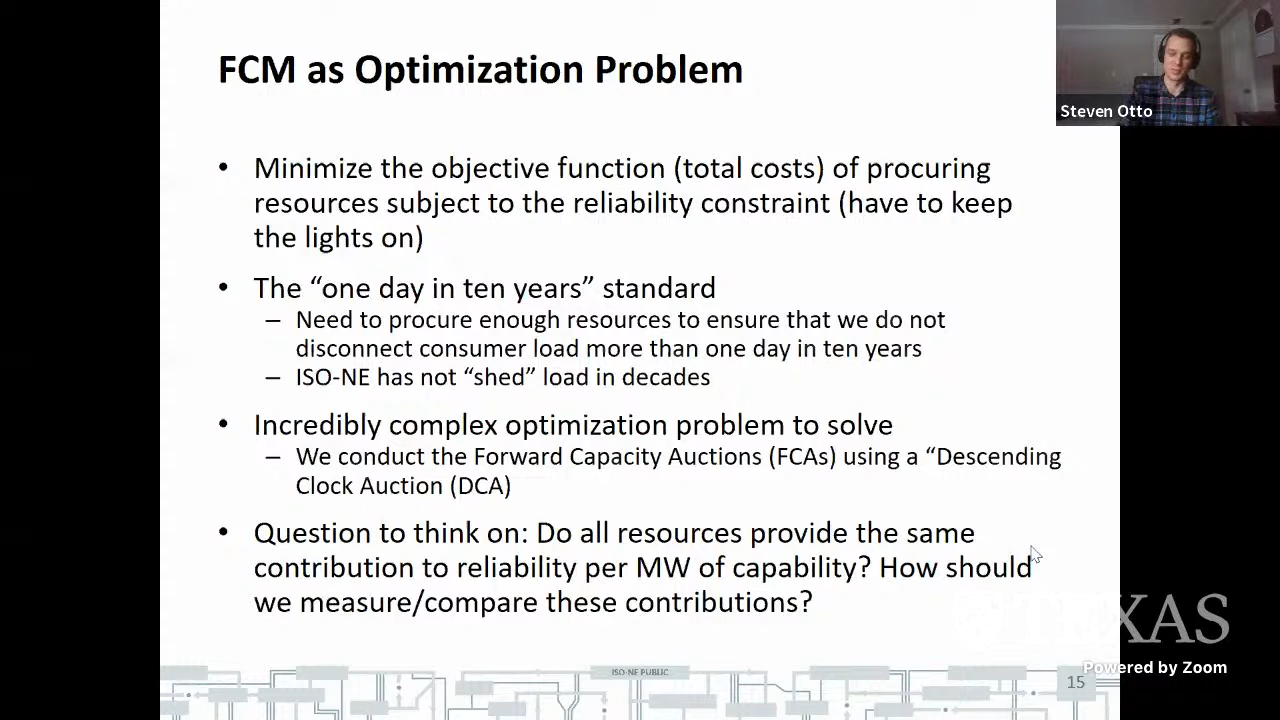 FCM as Optimization Problem
Steven Otto
• Minimize the objective function (total costs) of procuring
resources subject to the reliability constraint (have to keep
the lights on)
• The “one day in ten years” standard
– Need to procure enough resources to ensure that we do not
disconnect consumer load more than one day in ten years
– ISO-NE has not “shed” load in decades
• Incredibly complex optimization problem to solve
– We conduct the Forward Capacity Auctions (FCAs) using a “Descending
Clock Auction (DCA)
• Question to think on: Do all resources provide the same
contribution to reliability per MW of capability? How should
we measure/compare these contributions?
TEXAS
Powered by Zoom
ISO-NE PUBLIC
15